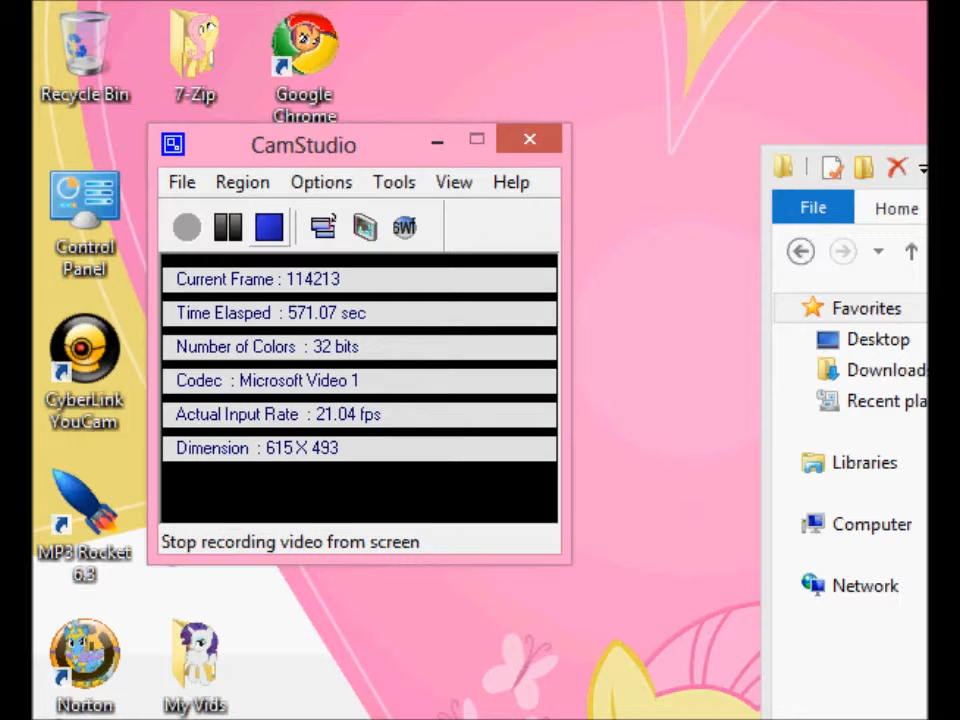 Recycle Bin
7-Zip
Google
Chrome
CamStudio
File Region Options Tools View Help
SWF
Current Frame : 114213
Time Elasped : 571.07 sec
Number of Colors : 32 bits
Codec : Microsoft Video 1
Actual Input Rate : 21.04 fps
Dimension : 615 X 493
Stop recording video from screen
Control
Panel
CyberLink
YouCam
MP3 Rocket
6.3
Norton
My Vids
File Home
Favorites
Desktop
Downloads
Recent pla
Libraries
Computer
Network